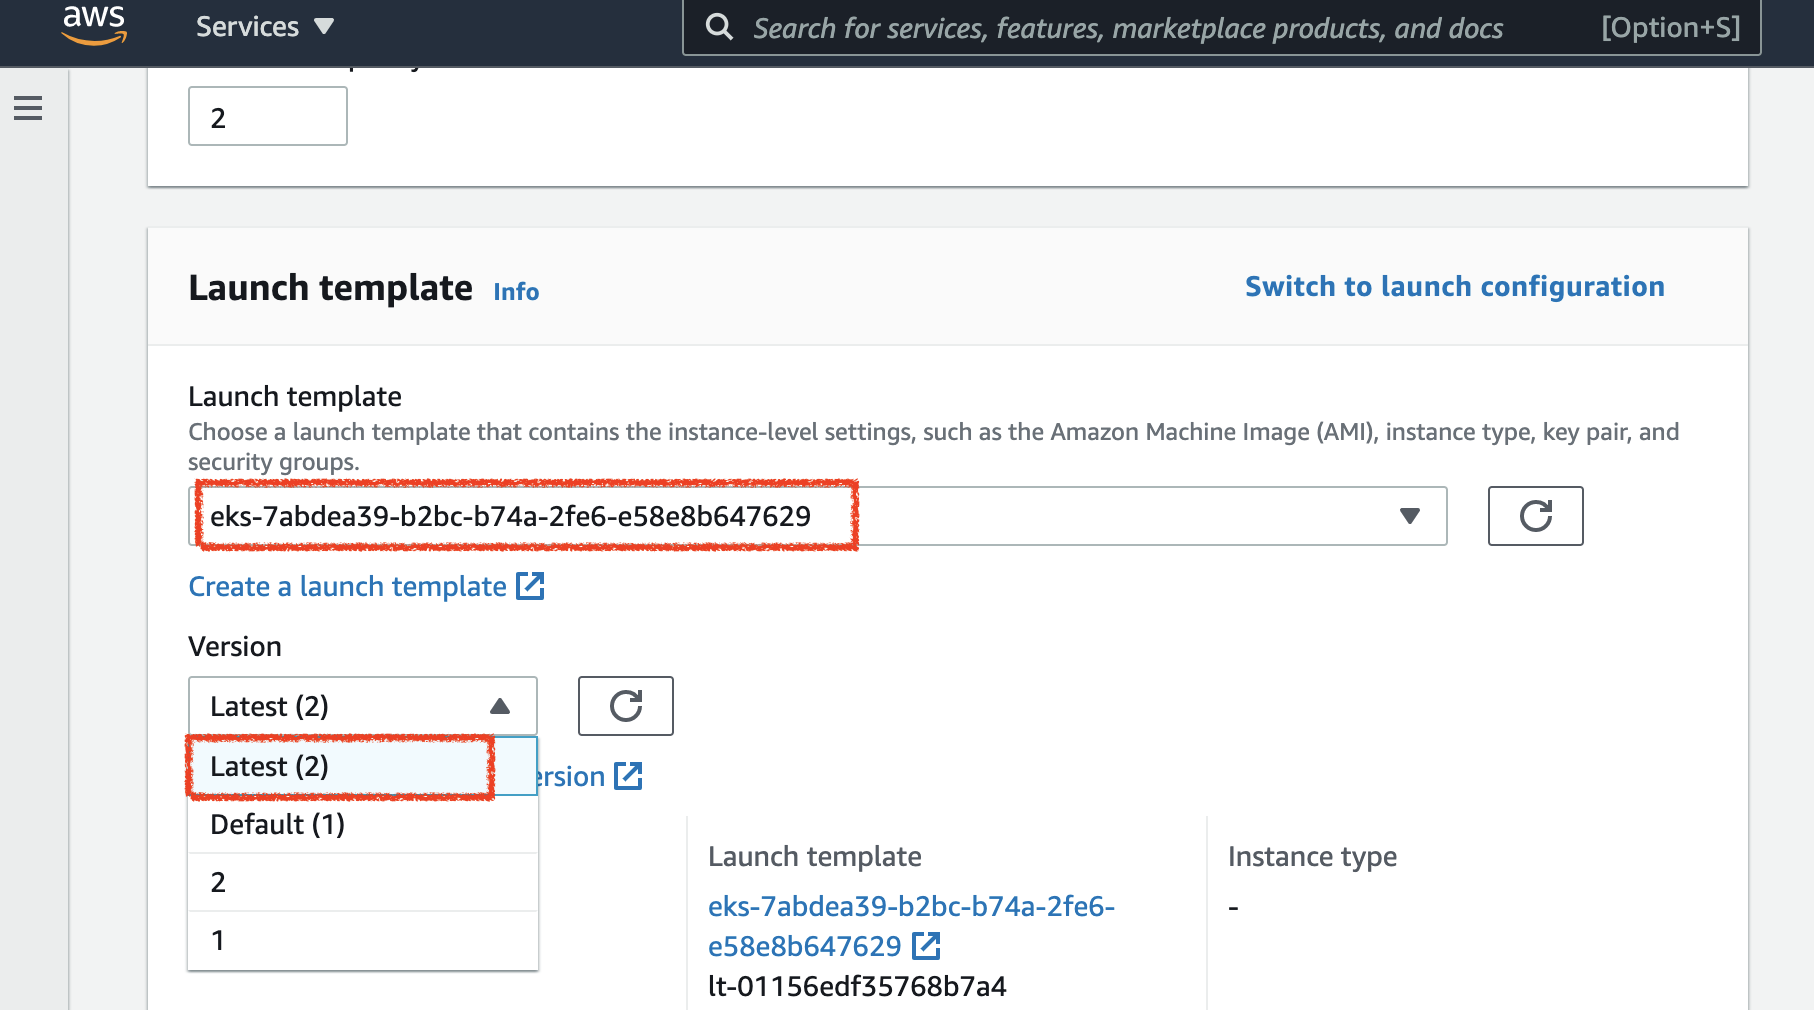 aws
Services
Search for services, features, marketplace products, and docs
[Option+S]
2
Launch template Info
Switch to launch configuration
Launch template
Choose a launch template that contains the instance-level settings, such as the Amazon Machine Image (AMI), instance type, key pair, and
security groups.
eks-7abdea39-b2bc-b74a-2fe6-e58e8b647629
Create a launch template
Version
Latest (2)
Latest (2)
Default (1)
2
1
Launch template
eks-7abdea39-b2bc-b74a-2fe6-
e58e8b647629
lt-01156edf35768b7a4
Instance type
-